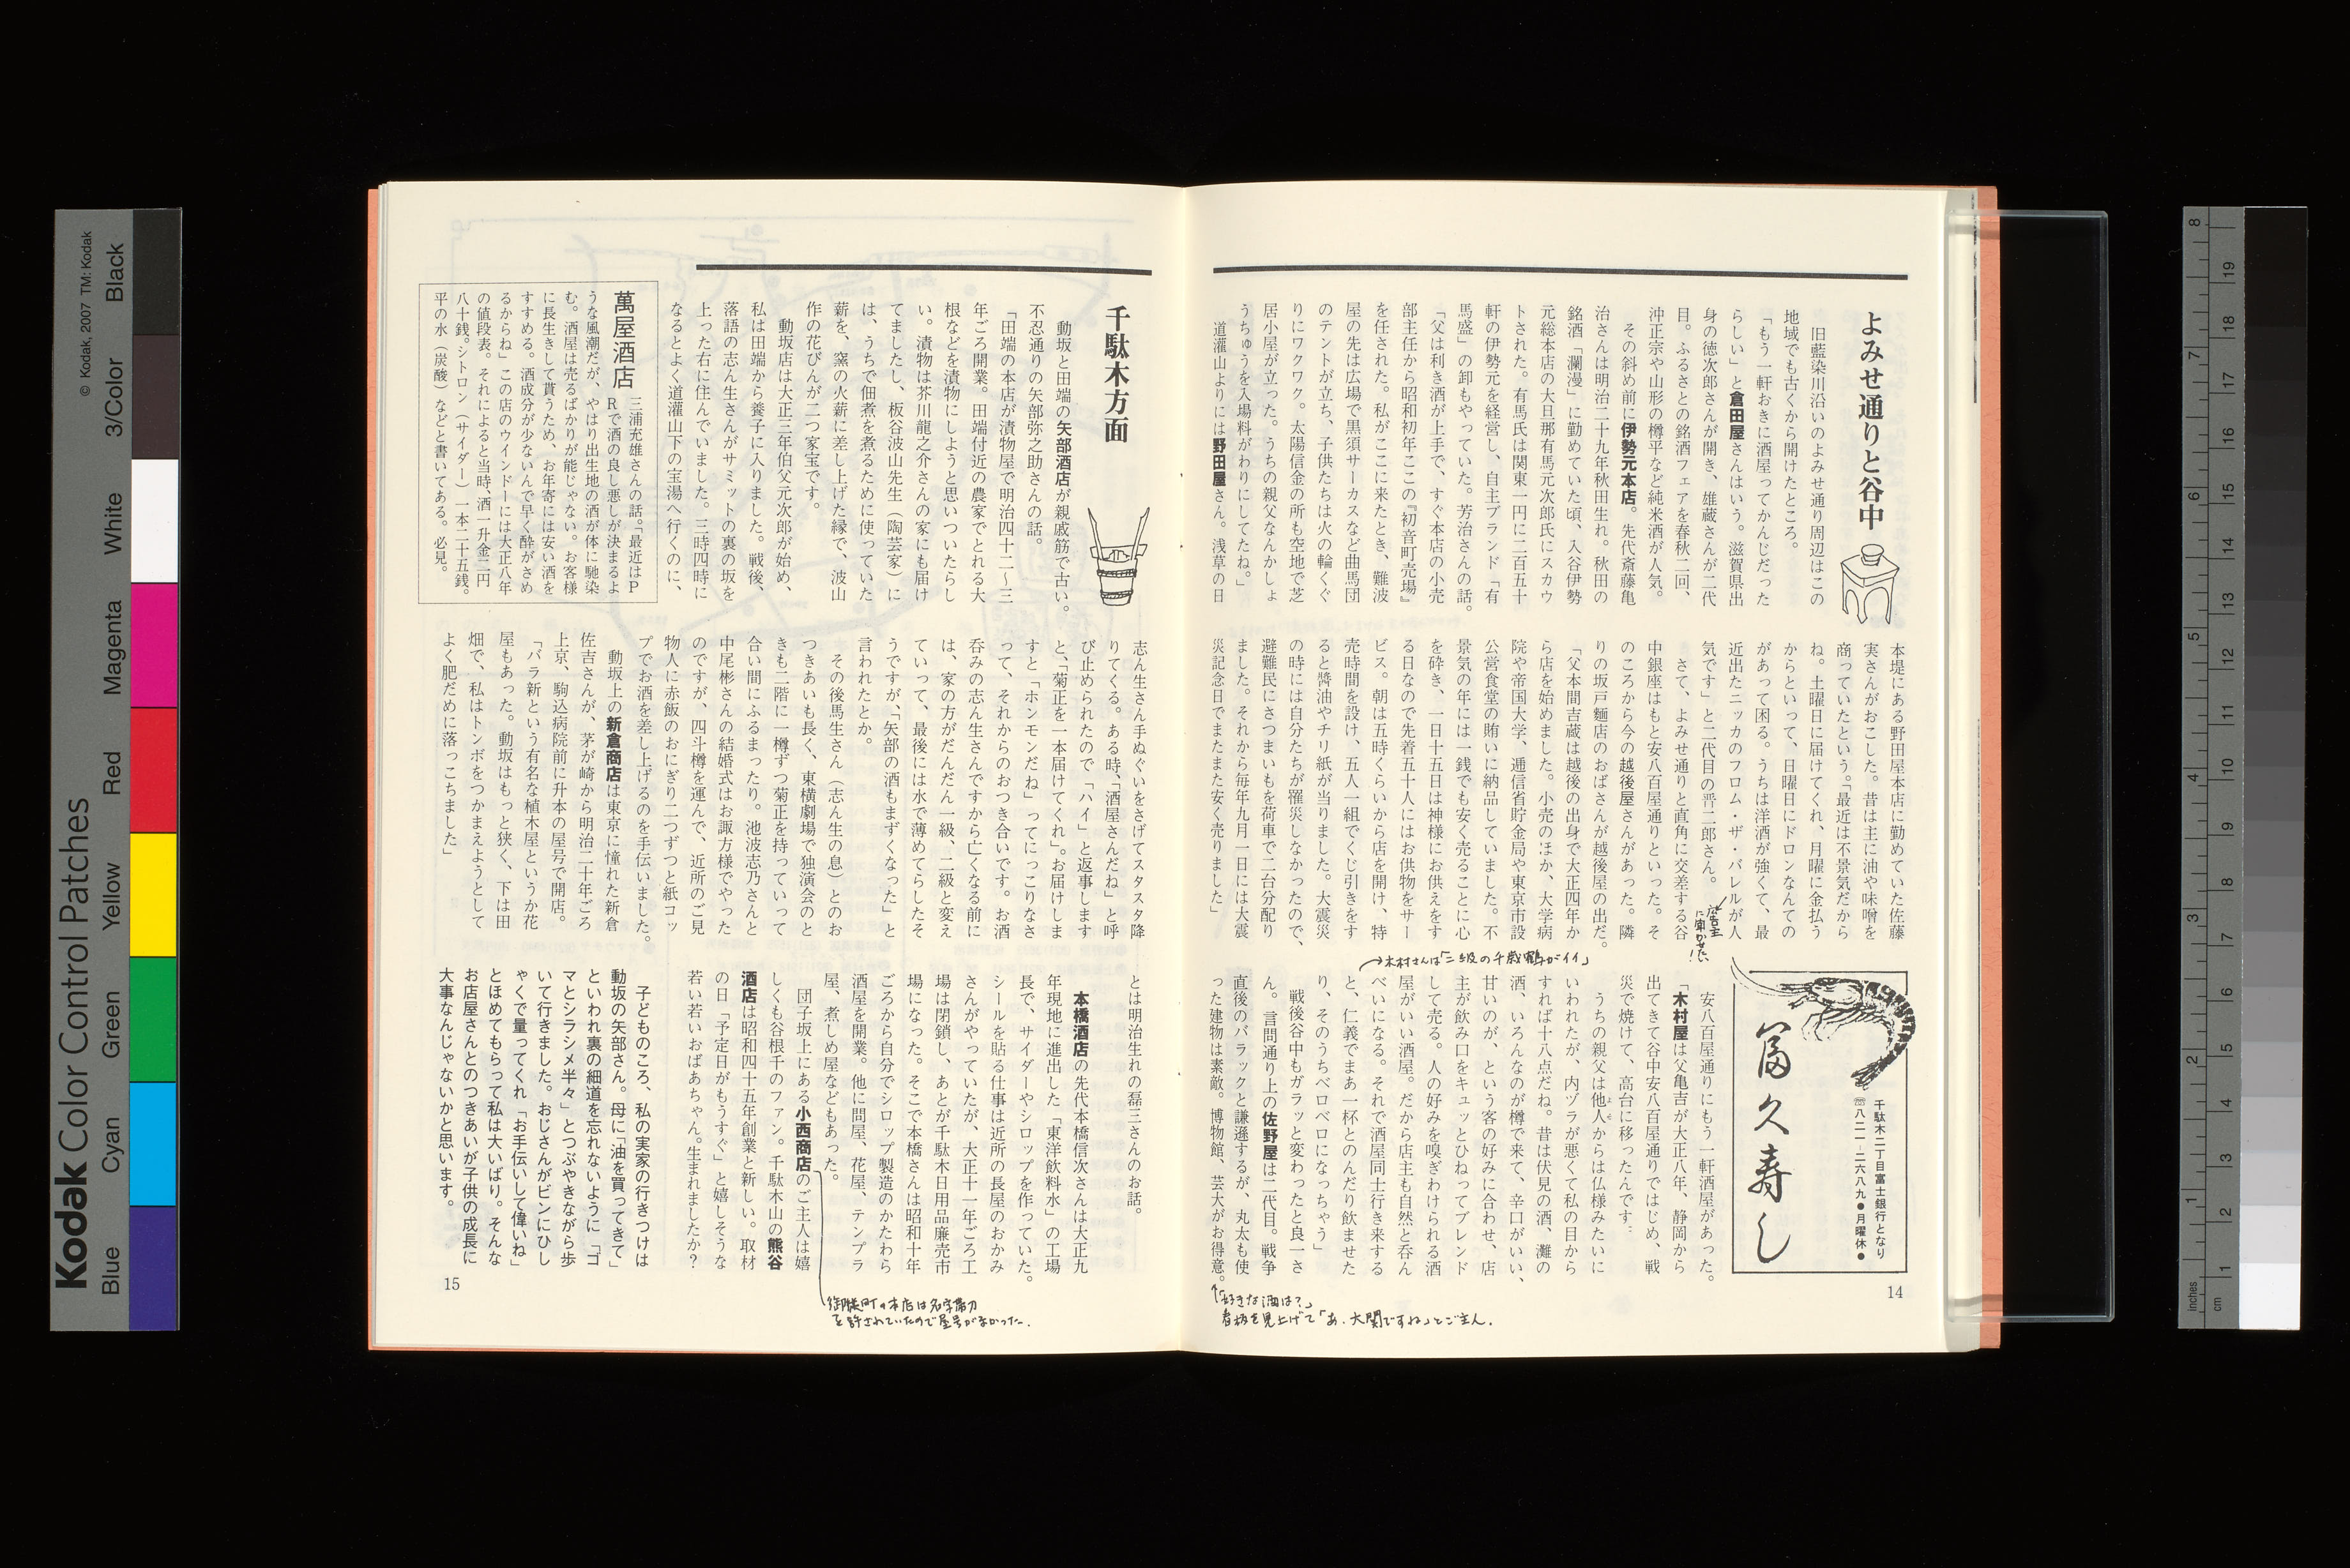 よみせ通りと谷中
旧藍染川沿いのよみせ通り周辺はこの
地域でも古くから開けたところ。
「もう一軒おきに酒屋ってかんじだった
らしい」と倉田屋さんはいう。滋賀県出
身の徳次郎さんが開き、雄蔵さんが二代
目。ふるさとの銘酒フェアを春秋二回、
沖正宗や山形の樽平など純米酒が人気。
その斜め前に伊勢元本店。先代斎藤亀
治さんは明治二十九年秋田生れ。秋田の
銘酒「瀾漫」に勤めていた頃、入谷伊勢
元総本店の大旦那有馬元次郎氏にスカウ
トされた。有馬氏は関東一円に二百五十
軒の伊勢元を経営し、自主ブランド「有
馬盛」の卸もやっていた。芳治さんの話。
「父は利き酒が上手で、すぐ本店の小売
部主任から昭和初年ここの『初音町売場』
を任された。私がここに来たとき、難波
屋の先は広場で黒須サーカスなど曲馬団
のテントが立ち、子供たちは火の輪くぐ
りにワクワク。太陽信金の所も空地で芝
居小屋が立った。うちの親父なんかしょ
うちゅうを入場料がわりにしてたね。」
道灌山よりには野田屋さん。浅草の日
本堤にある野田屋本店に勤めていた佐藤
実さんがおこした。昔は主に油や味噌を
商っていたという。「最近は不景気だから
ね。土曜日に届けてくれ、月曜に金払う
からといって、日曜日にドロンなんての
があって困る。うちは洋酒が強くて、最
近出たニッカのフロム・ザ・バレルが人
気です」と二代目の晋二郎さん。
さて、よみせ通りと直角に交差する谷
中銀座はもと安八百屋通りといった。そ
のころから今の越後屋さんがあった。隣
りの坂戸麺店のおばさんが越後屋の出だ。
「父本間吉蔵は越後の出身で大正四年か
ら店を始めました。小売のほか、大学病
院や帝国大学、逓信省貯金局や東京市設
公営食堂の賄いに納品していました。不
景気の年には一銭でも安く売ることに心
を砕き、一日十五日は神様にお供えをす
る日なので先着五十人にはお供物をサー
ビス。朝は五時くらいから店を開け、特
売時間を設け、五人一組でくじ引きをす
ると醤油やチリ紙が当りました。大震災
の時には自分たちが罹災しなかったので、
避難民にさつまいもを荷車で二台分配り
ました。それから毎年九月一日には大震
災記念日でまたまた安く売りました」
広告主
に聞かせたい
！
冨久寿し
千駄木二丁目富士銀行となり
☏八二一-二六八九●月曜休●
安八百屋通りにもう一軒酒屋があった。
「木村屋は父亀吉が大正八年、静岡から
出てきて谷中安八百屋通りではじめ、戦
災で焼けて、高台に移ったんです。
うちの親父は他人からは仏様みたいに
いわれたが、内ヅラが悪くて私の目から
すれば十八点だね。昔は伏見の酒、灘の
酒、いろんなのが樽で来て、辛口がいい、
甘いのが、という客の好みに合わせ、店
主が飲み口をキュッとひねってブレンド
して売る。人の好みを嗅ぎわけられる酒
屋がいい酒屋。だから店主も自然と呑ん
べいになる。それで酒屋同士行き来する
と、仁義でまあ一杯とのんだり飲ませた
り、そのうちベロベロになっちゃう」
戦後谷中もガラッと変わったと良一さ
ん。言問通り上の佐野屋は二代目。戦争
直後のバラックと謙遜するが、丸太も使
った建物は素敵。博物館、芸大がお得意。
→木村さんは「二級の千歳鶴がイイ」
↑「好きな酒は？」
看板を見上げて「あ、大関ですね」とご主人。
14
千駄木方面
動坂と田端の矢部酒店が親戚筋で古い。
不忍通りの矢部弥之助さんの話。
「田端の本店が漬物屋で明治四十二～三
年ごろ開業。田端付近の農家でとれる大
根などを漬物にしようと思いついたらし
い。漬物は芥川龍之介さんの家にも届け
てましたし、板谷波山先生（陶芸家）に
は、うちで佃煮を煮るために使っていた
薪を、窯の火薪に差し上げた縁で、波山
作の花びんが二つ家宝です。
動坂店は大正三年伯父元次郎が始め、
私は田端から養子に入りました。戦後、
落語の志ん生さんがサミットの裏の坂を
上った右に住んでいました。三時四時に
なるとよく道灌山下の宝湯へ行くのに、
萬屋酒店
三浦充雄さんの話。「最近はＰ
Ｒで酒の良し悪しが決まるよ
うな風潮だが、やはり出生地の酒が体に馳染
む。酒屋は売るばかりが能じゃない。お客様
に長生きして貰うため、お年寄には安い酒を
すすめる。酒成分が少ないんで早く酔がさめ
るからね」この店のウインドーには大正八年
の値段表。それによると当時、酒一升金二円
八十銭。シトロン（サイダー）一本二十五銭。
平の水（炭酸）などと書いてある。必見。
志ん生さん手ぬぐいをさげてスタスタ降
りてくる。ある時、「酒屋さんだね」と呼
び止められたので「ハイ」と返事します
と、「菊正を一本届けてくれ」。お届けしま
すと「ホンモンだね」ってにっこりなさ
って、それからのおつき合いです。お酒
呑みの志ん生さんですから亡くなる前に
は、家の方がだんだん一級、二級と変え
ていって、最後には水で薄めてらしたそ
うですが、「矢部の酒もまずくなった」と
言われたとか。
その後馬生さん（志ん生の息）とのお
つきあいも長く、東横劇場で独演会のと
きも二階に一樽ずつ菊正を持っていって
合い間にふるまったり。池波志乃さんと
中尾彬さんの結婚式はお諏方様でやった
のですが、四斗樽を運んで、近所のご見
物人に赤飯のおにぎり二つずつと紙コッ
プでお酒を差し上げるのを手伝いました。
動坂上の新倉商店は東京に憧れた新倉
佐吉さんが、茅が崎から明治二十年ごろ
上京、駒込病院前に升本の屋号で開店。
「バラ新という有名な植木屋というか花
屋もあった。動坂はもっと狭く、下は田
畑で、私はトンボをつかまえようとして
よく肥だめに落っこちました」
とは明治生れの磊三さんのお話。
本橋酒店の先代本橋信次さんは大正九
年現地に進出した「東洋飲料水」の工場
長で、サイダーやシロップを作っていた。
シールを貼る仕事は近所の長屋のおかみ
さんがやっていたが、大正十一年ごろ工
場は閉鎖し、あとが千駄木日用品廉売市
場になった。そこで本橋さんは昭和十年
ごろから自分でシロップ製造のかたわら
酒屋を開業。他に問屋、花屋、テンプラ
屋、煮しめ屋などもあった。
団子坂上にある小西商店のご主人は嬉
しくも谷根千のファン。千駄木山の熊谷
酒店は昭和四十五年創業と新しい。取材
の日「予定日がもうすぐ」と嬉しそうな
若い若いおばあちゃん。生まれましたか？
子どものころ、私の実家の行きつけは
動坂の矢部さん。母に「油を買ってきて」
といわれ裏の細道を忘れないように「ゴ
マとシラシメ半々」とつぶやきながら歩
いて行きました。おじさんがビンにひし
ゃくで量ってくれ「お手伝いして偉いね」
とほめてもらって私は大いばり。そんな
お店屋さんとのつきあいが子供の成長に
大事なんじゃないかと思います。
の本店は名字帯刀
を許されていたので屋号がなかった。
15
Kodak Color Control Patches
© Kodak, 2007 TM: Kodak
Blue Cyan Green Yellow Red Magenta White 3/Color Black
inches 1 2 3 4 5 6 7 8
cm 1 2 3 4 5 6 7 8 9 10 11 12 13 14 15 16 17 18 19